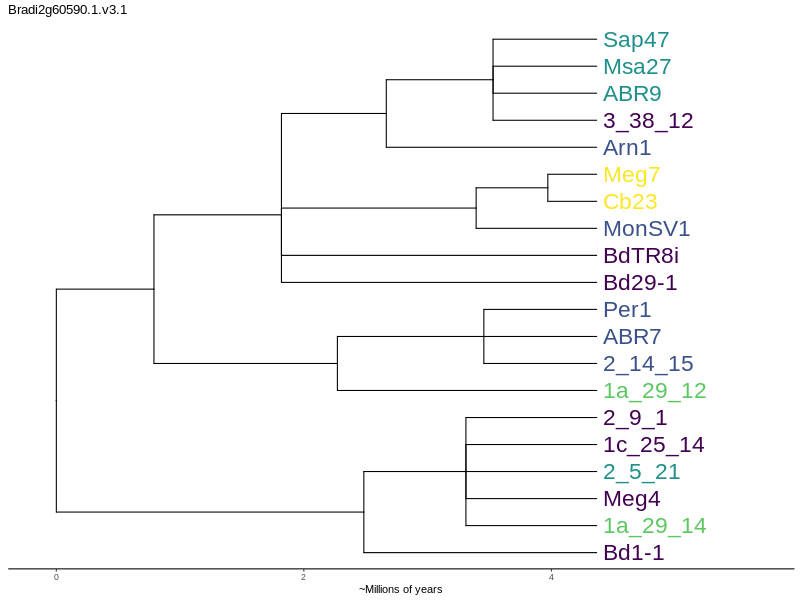 Bradi2g60590.1.v3.1
Sap47
Msa27
ABR9
3_38_12
Arn1
Meg7
Cb23
MonSV1
BdTR8i
Bd29-1
Per1
ABR7
2_14_15
1a_29_12
2_9_1
1c_25_14
2_5_21
Meg4
1a_29_14
Bd1-1
0 2 4
~Millions of years